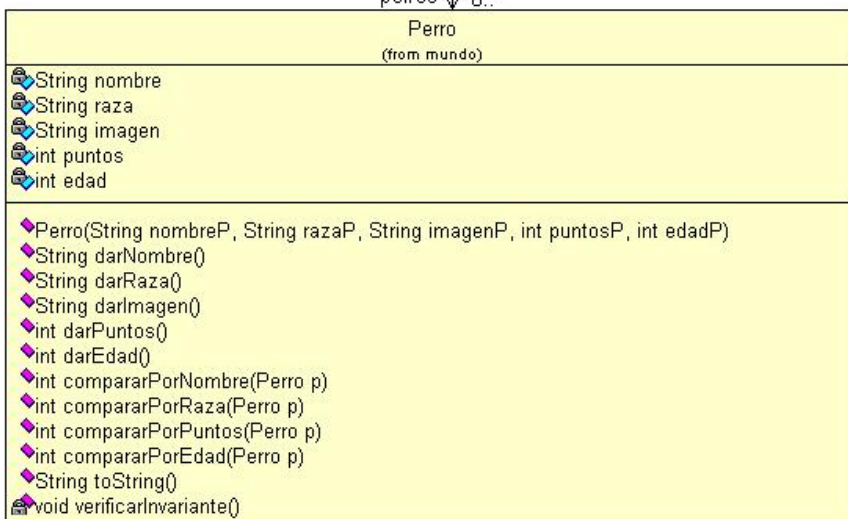 Perro
(from mundo)
String nombre
String raza
String imagen
int puntos
int edad
Perro(String nombreP, String razaP, String imagenP, int puntosP, int edadP)
String darNombre()
String darRaza()
String darImagen()
int darPuntos()
int darEdad()
int compararPorNombre(Perro p)
int compararPorRaza(Perro p)
int compararPorPuntos(Perro p)
int compararPorEdad(Perro p)
String toString()
void verificarInvariante()